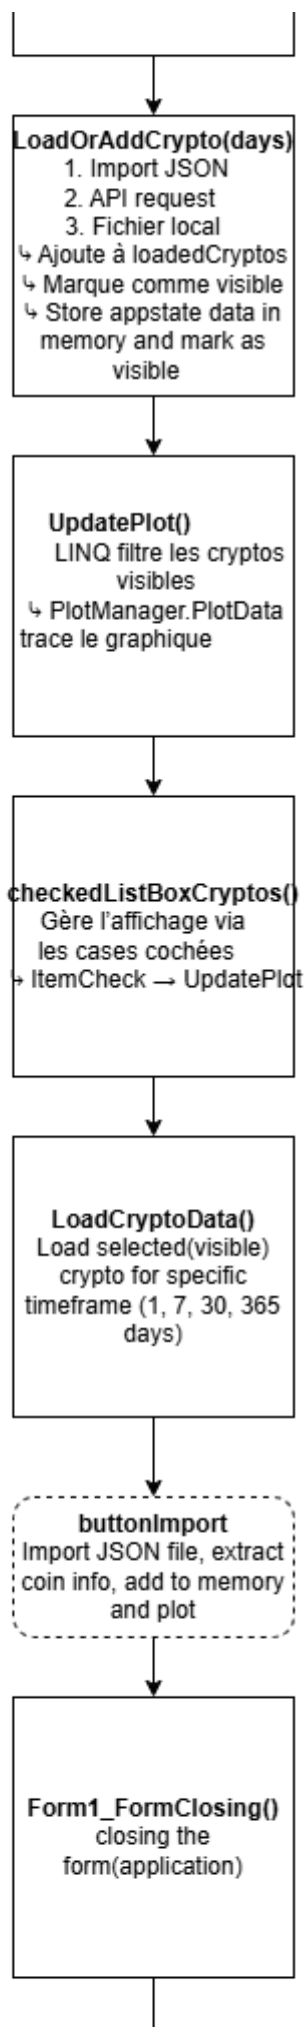 LoadOrAddCrypto(days)
1. Import JSON
2. API request
3. Fichier local
↳ Ajoute à loadedCryptos
↳ Marque comme visible
↳ Store appstate data in
memory and mark as
visible
UpdatePlot()
LINQ filtre les cryptos
visibles
↳ PlotManager.PlotData
trace le graphique
checkedListBoxCryptos()
Gère l'affichage via
les cases cochées
↳ ItemCheck → UpdatePlot
LoadCryptoData()
Load selected(visible)
crypto for specific
timeframe (1, 7, 30, 365
days)
buttonImport
Import JSON file, extract
coin info, add to memory
and plot
Form1_FormClosing()
closing the
form(application)